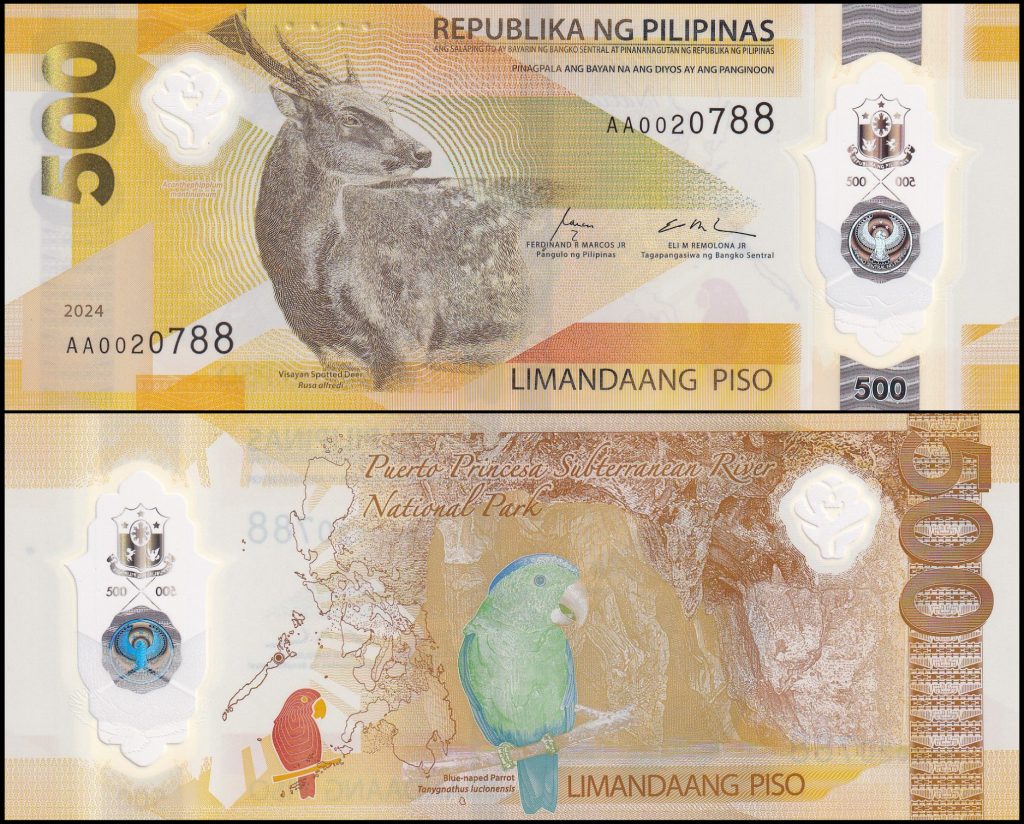 500
REPUBLIKA NG PILIPINAS
ANG SALAPING ITO AY BAYARIN NG BANGKO SENTRAL AT PINANANAGUTAN NG REPUBLIKA NG PILIPINAS
PINAGPALA ANG BAYAN NA ANG DIYOS AY ANG PANGINOON
AA0020788
Acanthephippium
mantinianum
500 500
FERDINAND R MARCOS JR
Pangulo ng Pilipinas
ELI M REMOLONA JR
Tagapangasiwa ng Bangko Sentral
2024
AA0020788
Visayan Spotted Deer
Rusa alfredi
LIMANDAANG PISO
500
Puerto Princesa Subterranean River
National Park
500 500
500
Blue-naped Parrot
Tanygnathus lucionensis
LIMANDAANG PISO